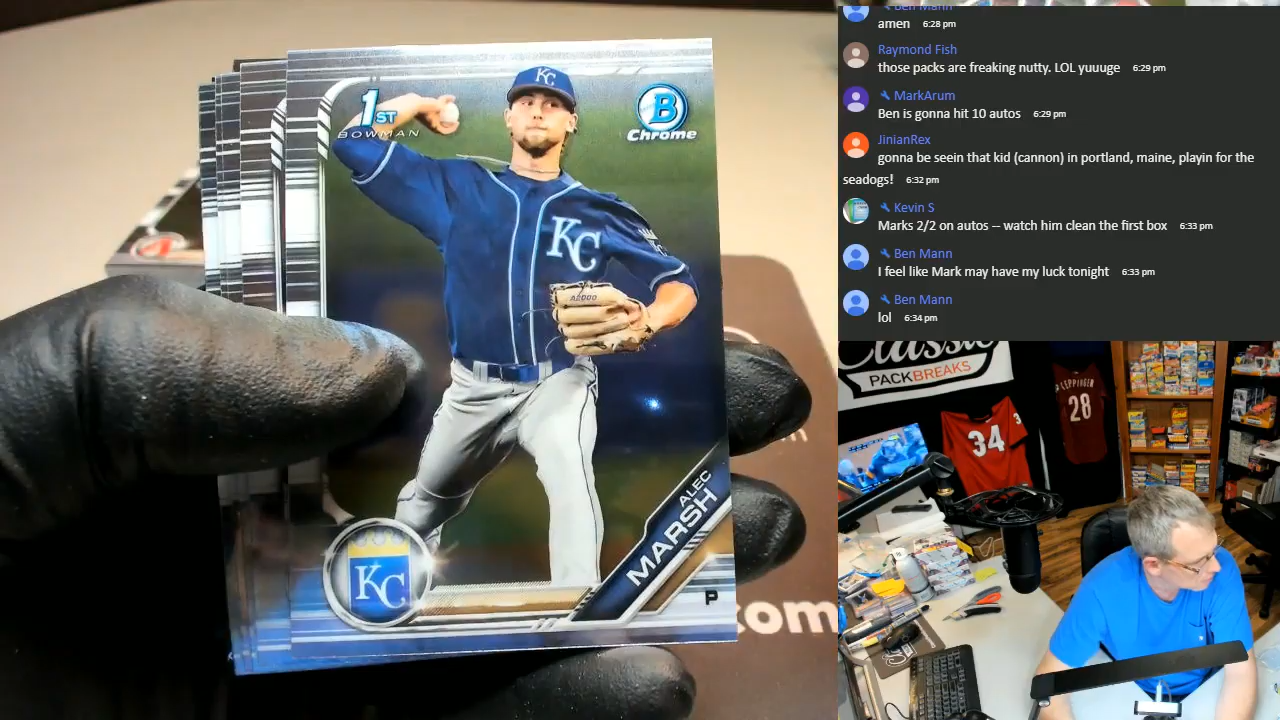 1ST
BOWMAN
B
Chrome
KC
KC
A2000
ALEC
MARSH
P
KC
.com
Ben Mann
amen 6:28 pm
Raymond Fish
those packs are freaking nutty. LOL yuuuge 6:29 pm
MarkArum
Ben is gonna hit 10 autos 6:29 pm
JinianRex
gonna be seein that kid (cannon) in portland, maine, playin for the
seadogs! 6:32 pm
Kevin S
Marks 2/2 on autos -- watch him clean the first box 6:33 pm
Ben Mann
I feel like Mark may have my luck tonight 6:33 pm
Ben Mann
lol 6:34 pm
Classic
PACKBREAKS
34
3
KEPPINGER
28